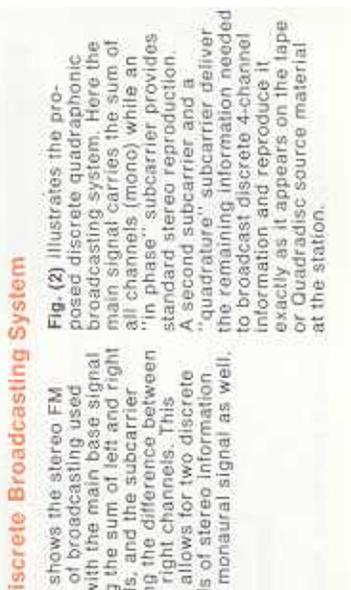 iscrete Broadcasting System
shows the stereo FM
of broadcasting used
with the main base signal
g the sum of left and right
s, and the subcarrier
ng the difference between
right channels. This
allows for two discrete
ls of stereo information
monaural signal as well.
Fig. (2) illustrates the pro-
posed discrete quadraphonic
broadcasting system. Here the
main signal carries the sum of
all channels (mono) while an
"in phase" subcarrier provides
standard stereo reproduction.
A second subcarrier and a
"quadrature" subcarrier deliver
the remaining information needed
to broadcast discrete 4-channel
information and reproduce it
exactly as it appears on the tape
or Quadradisc source material
at the station.